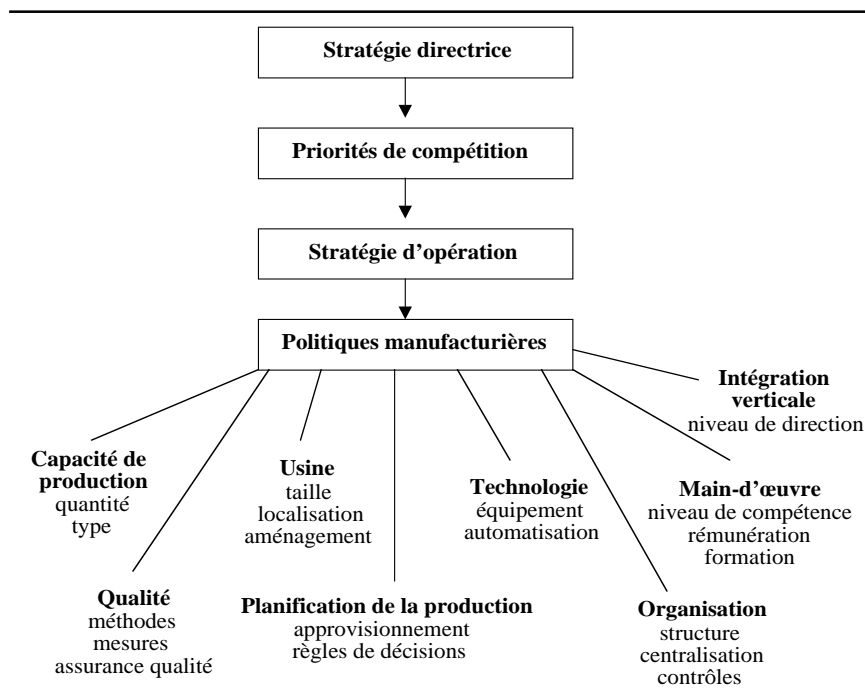 Stratégie directrice
Priorités de compétition
Stratégie d'opération
Politiques manufacturières
Intégration
verticale
niveau de direction
Capacité de
production
quantité
type
Usine
taille
localisation
aménagement
Technologie
équipement
automatisation
Main-d'œuvre
niveau de compétence
rémunération
formation
Qualité
méthodes
mesures
assurance qualité
Planification de la production
approvisionnement
règles de décisions
Organisation
structure
centralisation
contrôles